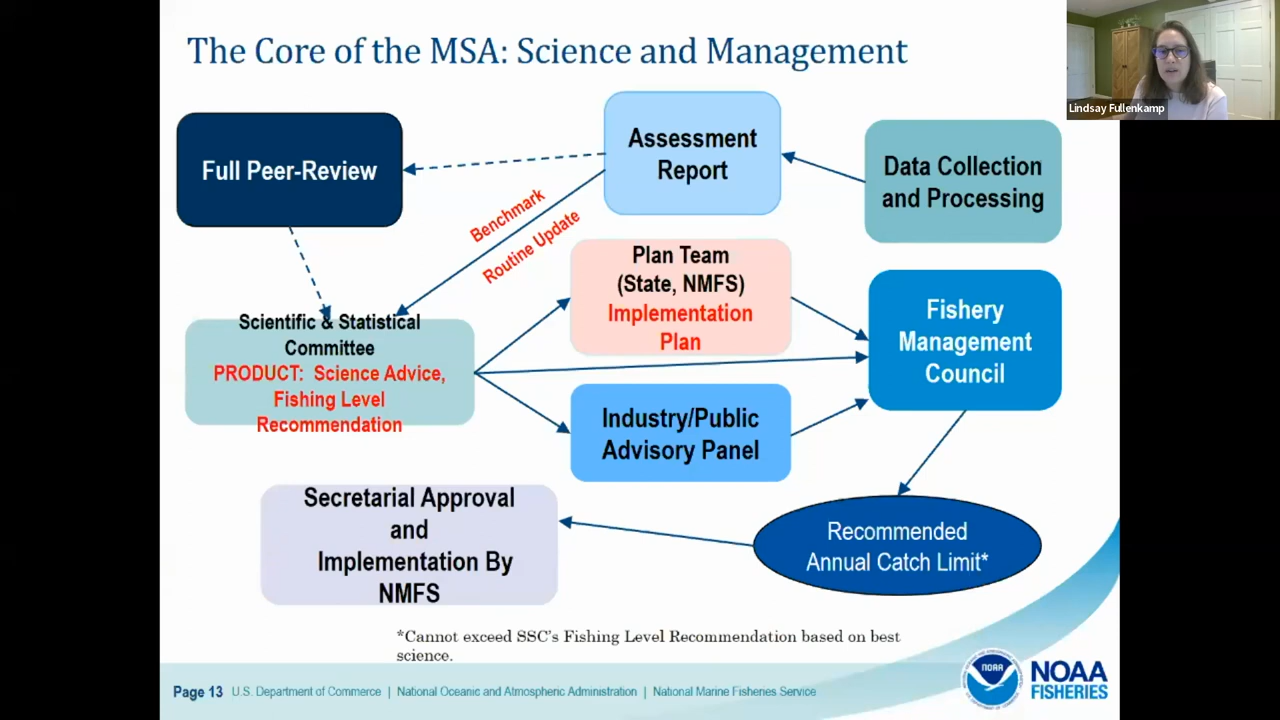 The Core of the MSA: Science and Management
Lindsay Fullenkamp
Full Peer-Review
Assessment
Report
Data Collection
and Processing
Benchmark
Routine Update
Plan Team
(State, NMFS)
Implementation
Plan
Fishery
Management
Council
Scientific & Statistical
Committee
PRODUCT: Science Advice,
Fishing Level
Recommendation
Industry/Public
Advisory Panel
Secretarial Approval
and
Implementation By
NMFS
Recommended
Annual Catch Limit*
*Cannot exceed SSC's Fishing Level Recommendation based on best
science.
Page 13 U.S. Department of Commerce | National Oceanic and Atmospheric Administration | National Marine Fisheries Service
NOAA
NOAA
FISHERIES